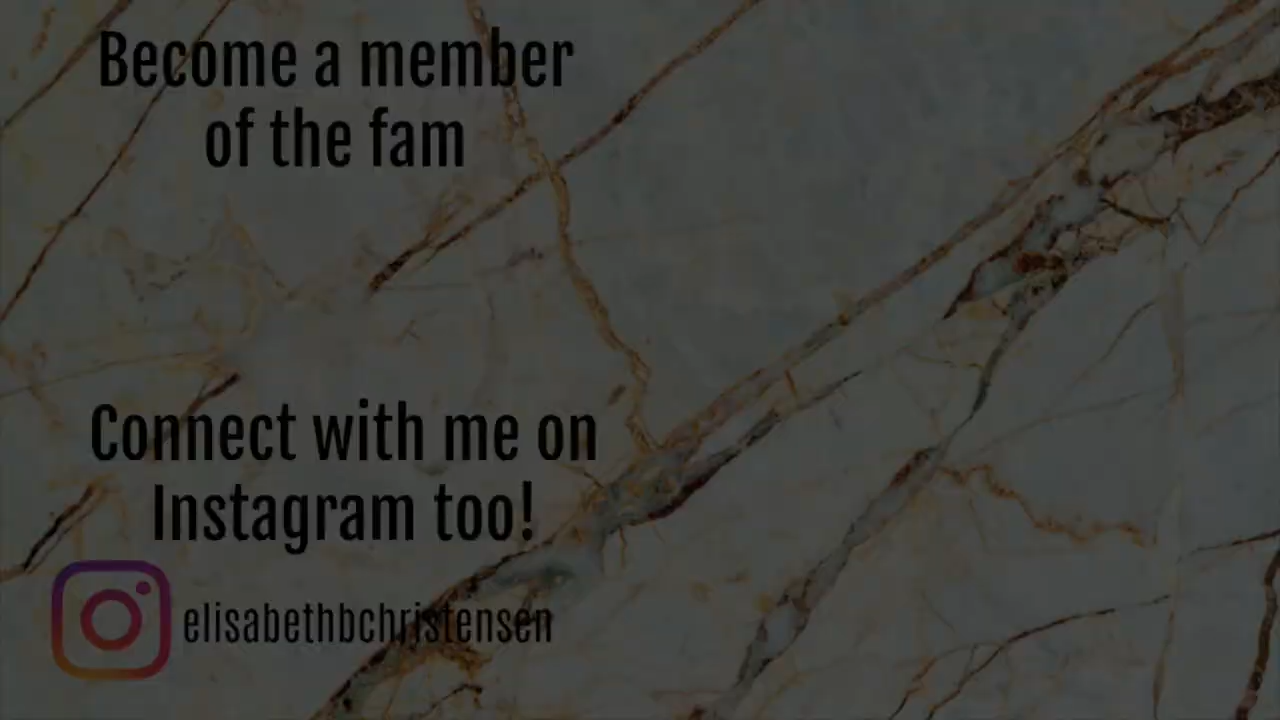 Become a member
of the fam
Connect with me on
Instagram too!
elisabethbchristensen